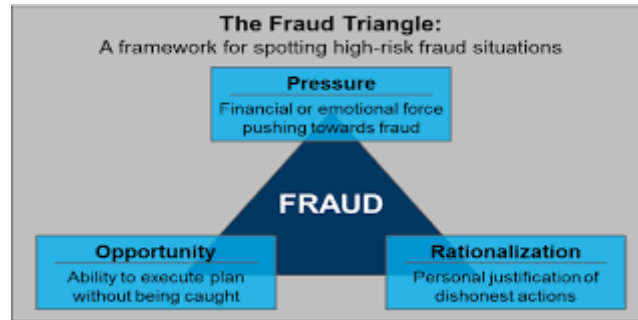 The Fraud Triangle:
A framework for spotting high-risk fraud situations
Pressure
Financial or emotional force
pushing towards fraud
FRAUD
Opportunity
Ability to execute plan
without being caught
Rationalization
Personal justification of
dishonest actions